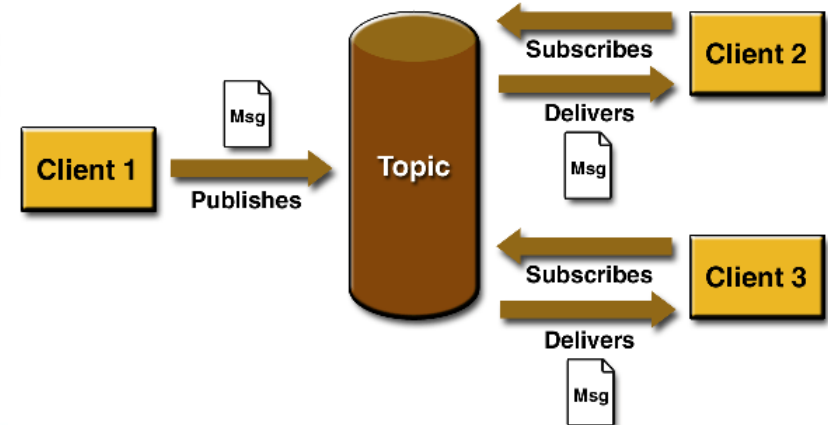 Msg
Client 1
Publishes
Topic
Subscribes
Client 2
Delivers
Msg
Subscribes
Client 3
Delivers
Msg